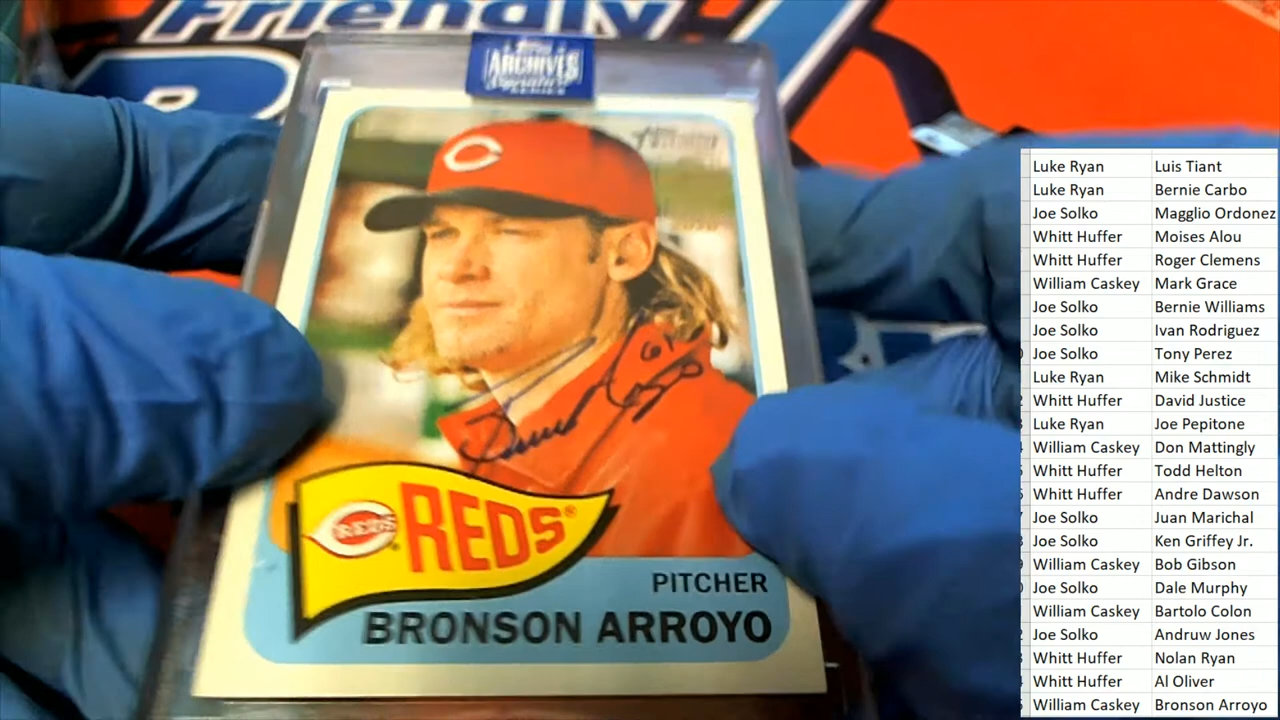 Friendly
Topps
ARCHIVES
Signature
SERIES
Heritage
61
REDS
REDS®
PITCHER
BRONSON ARROYO
Luke Ryan Luis Tiant
Luke Ryan Bernie Carbo
Joe Solko Magglio Ordonez
Whitt Huffer Moises Alou
Whitt Huffer Roger Clemens
William Caskey Mark Grace
Joe Solko Bernie Williams
Joe Solko Ivan Rodriguez
Joe Solko Tony Perez
Luke Ryan Mike Schmidt
Whitt Huffer David Justice
Luke Ryan Joe Pepitone
William Caskey Don Mattingly
Whitt Huffer Todd Helton
Whitt Huffer Andre Dawson
Joe Solko Juan Marichal
Joe Solko Ken Griffey Jr.
William Caskey Bob Gibson
Joe Solko Dale Murphy
William Caskey Bartolo Colon
Joe Solko Andruw Jones
Whitt Huffer Nolan Ryan
Whitt Huffer Al Oliver
William Caskey Bronson Arroyo